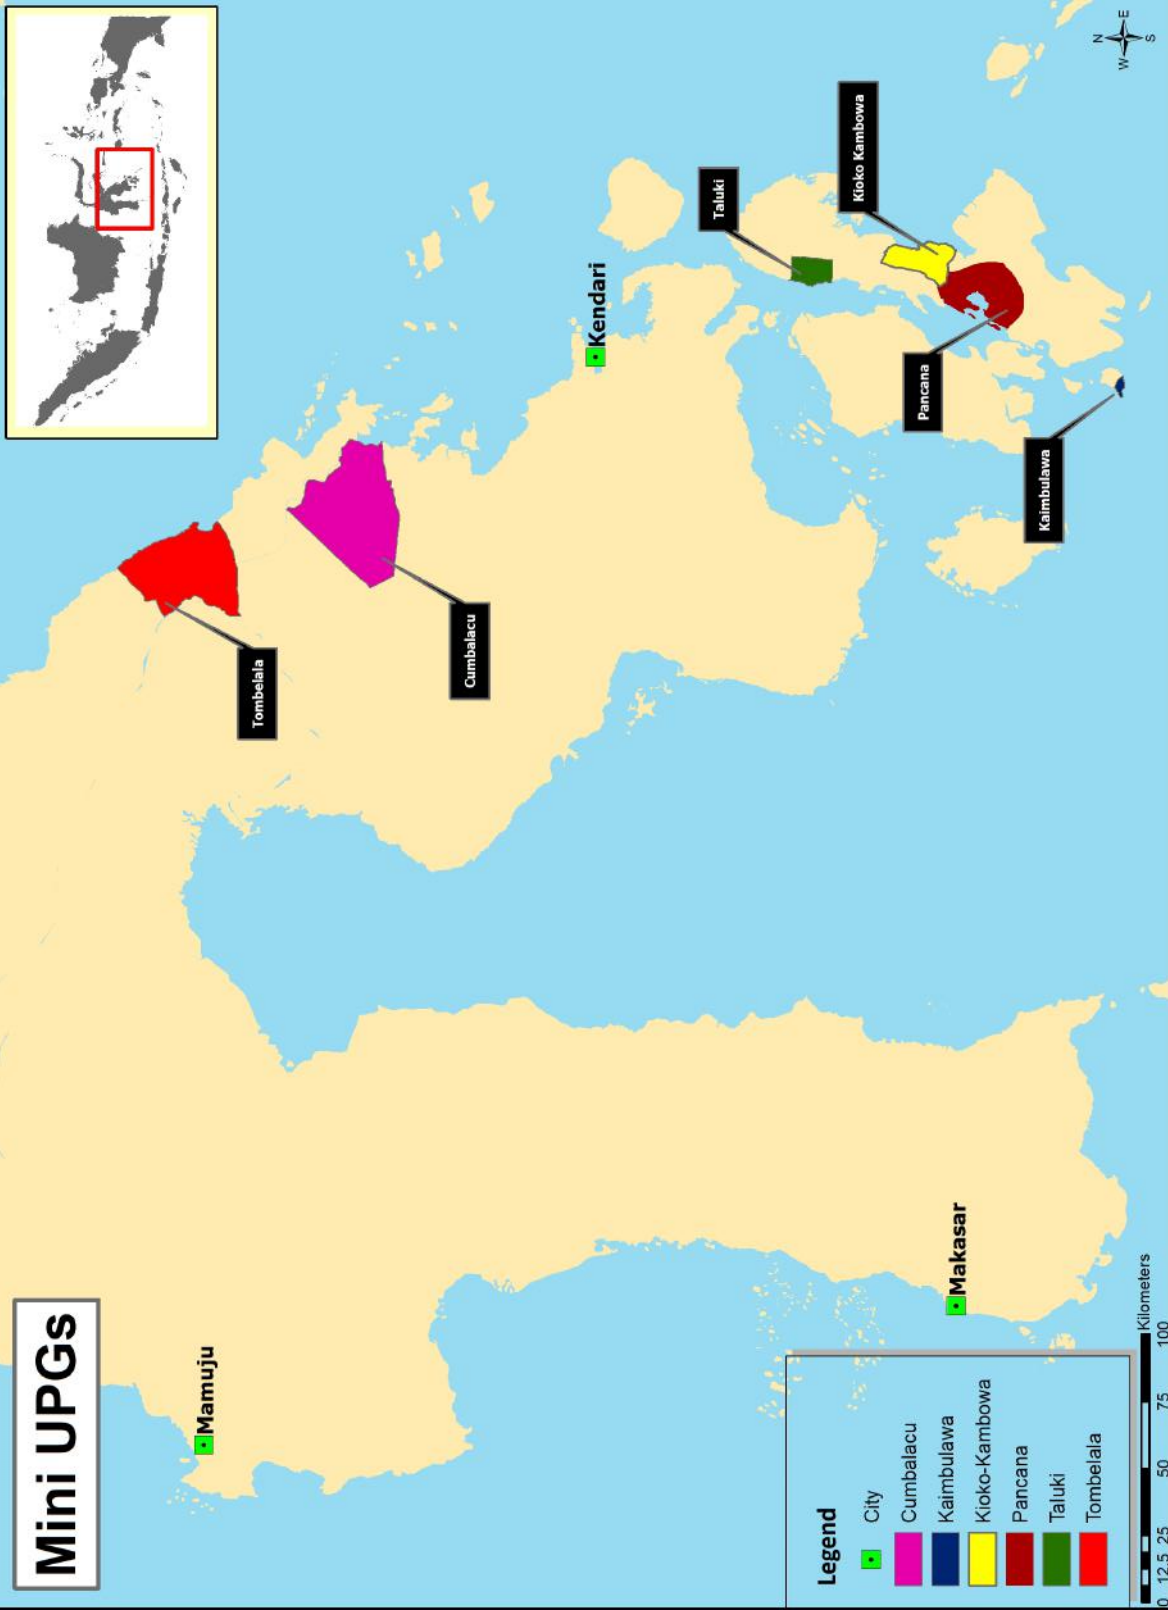 Mini UPGs
Mamuju
Kendari
Makasar
Tombelala
Cumbalacu
Taluki
Kioko Kambowa
Pancana
Kaimbulawa
N
W
E
S
Legend
City
Cumbalacu
Kaimbulawa
Kioko-Kambowa
Pancana
Taluki
Tombelala
0 12.5 25 50 75 100
Kilometers